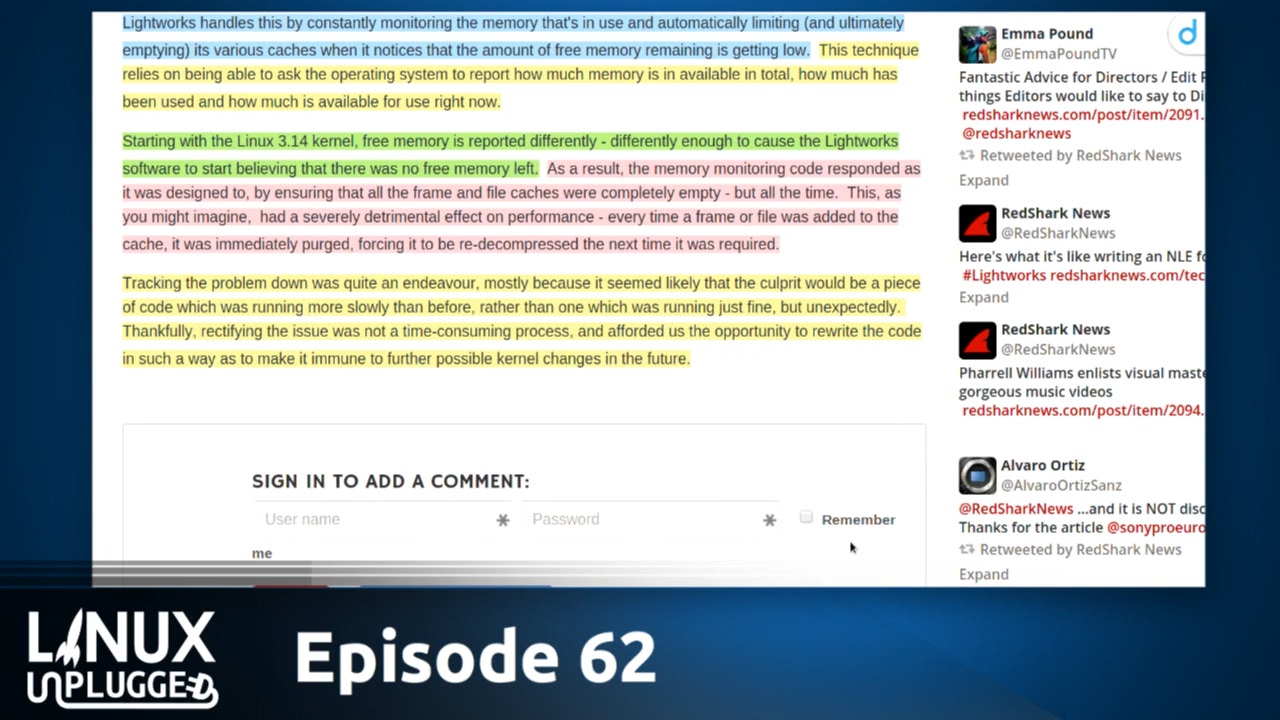 Lightworks handles this by constantly monitoring the memory that's in use and automatically limiting (and ultimately
emptying) its various caches when it notices that the amount of free memory remaining is getting low. This technique
relies on being able to ask the operating system to report how much memory is in available in total, how much has
been used and how much is available for use right now.
Starting with the Linux 3.14 kernel, free memory is reported differently - differently enough to cause the Lightworks
software to start believing that there was no free memory left. As a result, the memory monitoring code responded as
it was designed to, by ensuring that all the frame and file caches were completely empty - but all the time. This, as
you might imagine, had a severely detrimental effect on performance - every time a frame or file was added to the
cache, it was immediately purged, forcing it to be re-decompressed the next time it was required.
Tracking the problem down was quite an endeavour, mostly because it seemed likely that the culprit would be a piece
of code which was running more slowly than before, rather than one which was running just fine, but unexpectedly.
Thankfully, rectifying the issue was not a time-consuming process, and afforded us the opportunity to rewrite the code
in such a way as to make it immune to further possible kernel changes in the future.
SIGN IN TO ADD A COMMENT:
User name * Password * Remember
me
Emma Pound
@EmmaPoundTV
Fantastic Advice for Directors / Edit
things Editors would like to say to Di
redsharknews.com/post/item/2091.
@redsharknews
Retweeted by RedShark News
Expand
RedShark News
@RedSharkNews
Here's what it's like writing an NLE fo
#Lightworks redsharknews.com/tec
Expand
RedShark News
@RedSharkNews
Pharrell Williams enlists visual maste
gorgeous music videos
redsharknews.com/post/item/2094.
Alvaro Ortiz
@AlvaroOrtizSanz
@RedSharkNews ...and it is NOT disc
Thanks for the article @sonyproeuro
Retweeted by RedShark News
Expand
d
LINUX
UNPLUGGED
Episode 62